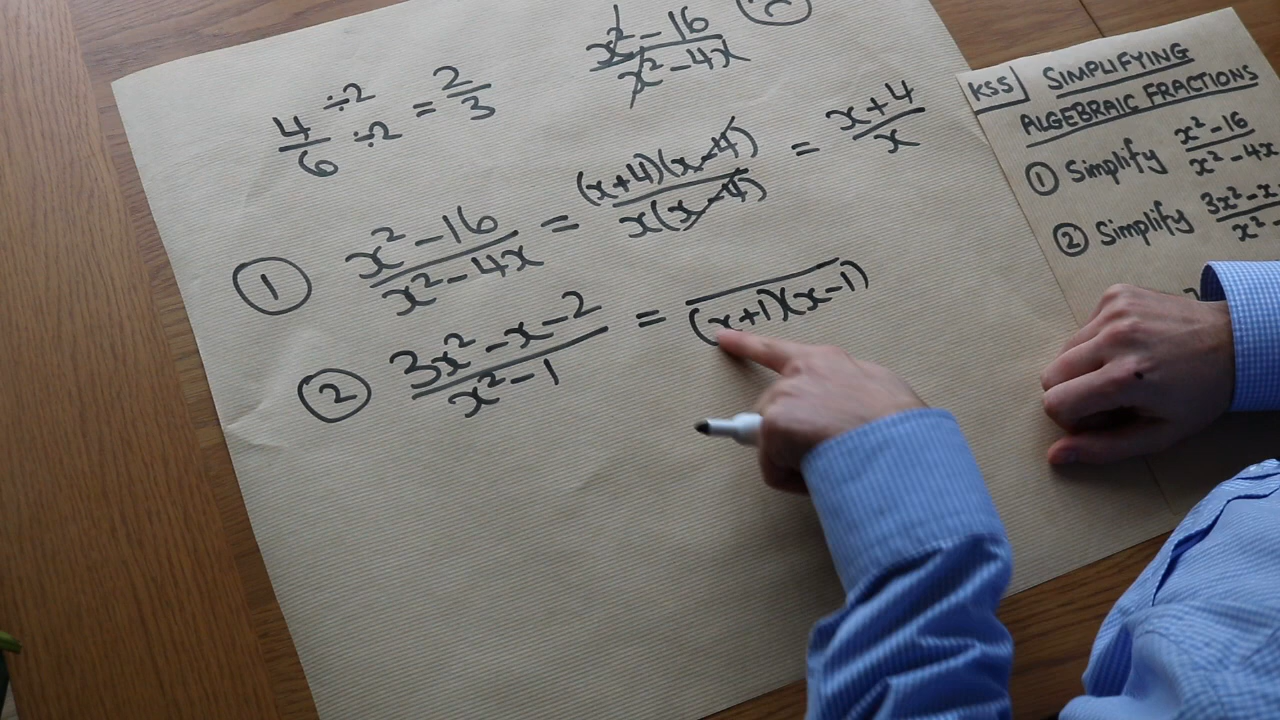 4/6 ÷2 ÷2 = 2/3
x² - 16
x² - 4x
① x² - 16 / x² - 4x = (x+4)(x-4) / x(x-4) = x+4 / x
② 3x² - x - 2 / x² - 1 = / (x+1)(x-1)
KSS SIMPLIFYING
ALGEBRAIC FRACTIONS
① Simplify x² - 16 / x² - 4x
② Simplify 3x² - x / x² -